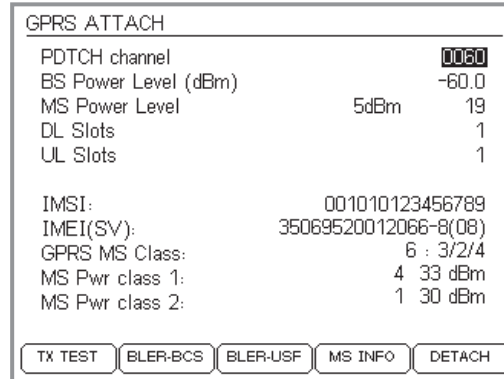 GPRS ATTACH
PDTCH channel 0060
BS Power Level (dBm) -60.0
MS Power Level 5dBm 19
DL Slots 1
UL Slots 1
IMSI: 001010123456789
IMEI(SV): 35069520012066-8(08)
GPRS MS Class: 6 : 3/2/4
MS Pwr class 1: 4 33 dBm
MS Pwr class 2: 1 30 dBm
TX TEST BLER-BCS BLER-USF MS INFO DETACH